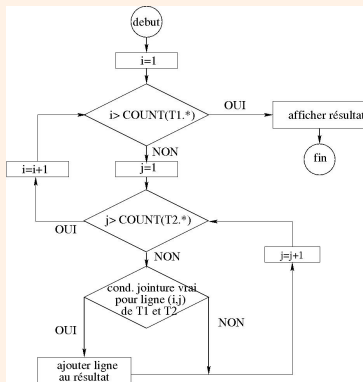 debut
i=1
i> COUNT(T1.*)
OUI
afficher résultat
NON
fin
i=i+1
j=1
j> COUNT(T2.*)
OUI
NON
j=j+1
cond. jointure vrai
pour ligne (i,j)
de T1 et T2
OUI
NON
ajouter ligne
au résultat